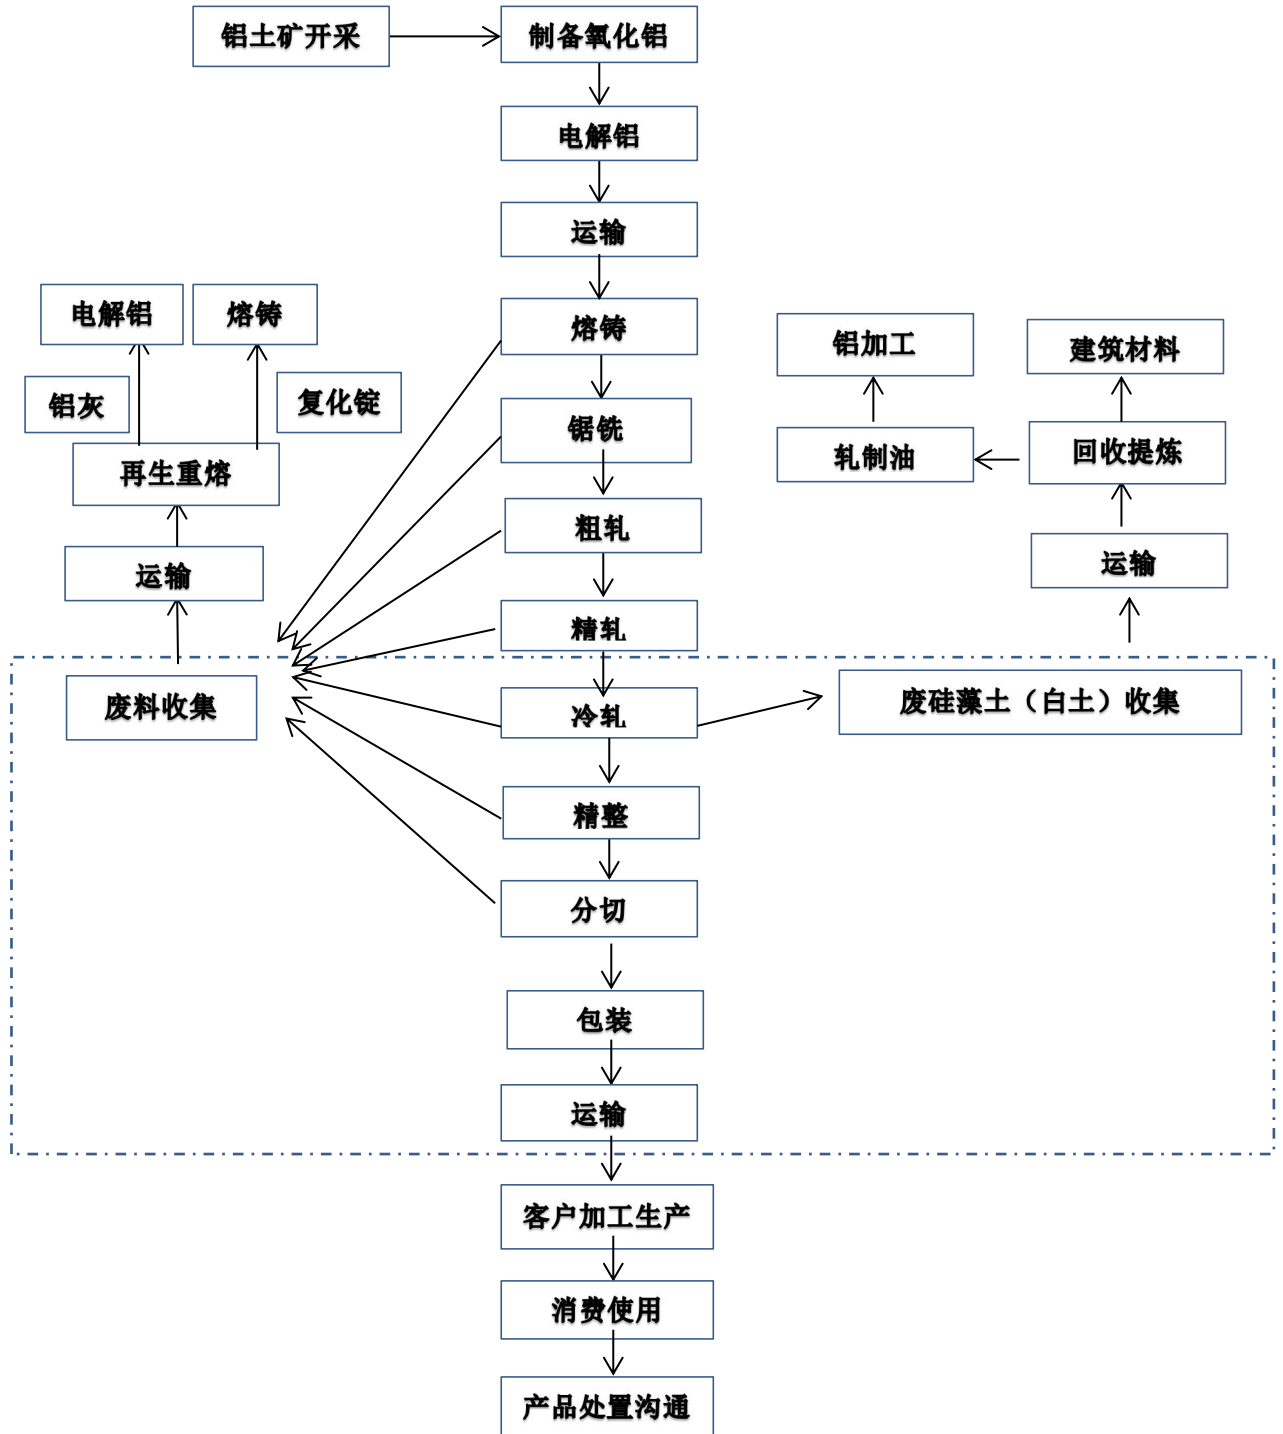 铝土矿开采
制备氧化铝
电解铝
运输
电解铝
熔铸
熔铸
铝加工
建筑材料
铝灰
复化锭
锯铣
轧制油
回收提炼
再生重熔
粗轧
运输
运输
精轧
废料收集
冷轧
废硅藻土（白土）收集
精整
分切
包装
运输
客户加工生产
消费使用
产品处置沟通